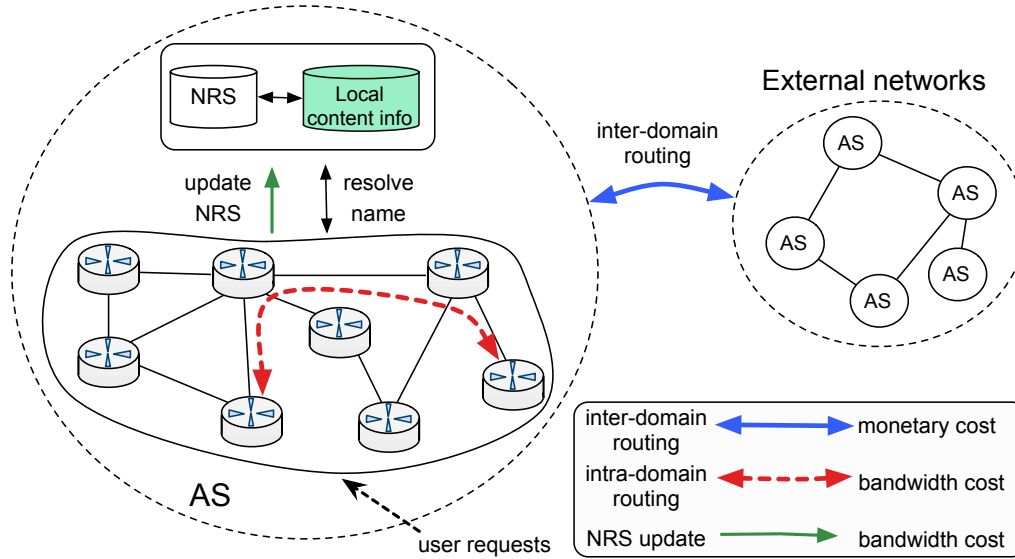 NRS
Local
content info
update
NRS
resolve
name
AS
user requests
inter-domain
routing
External networks
AS
AS
AS
AS
AS
inter-domain
routing
monetary cost
intra-domain
routing
bandwidth cost
NRS update
bandwidth cost